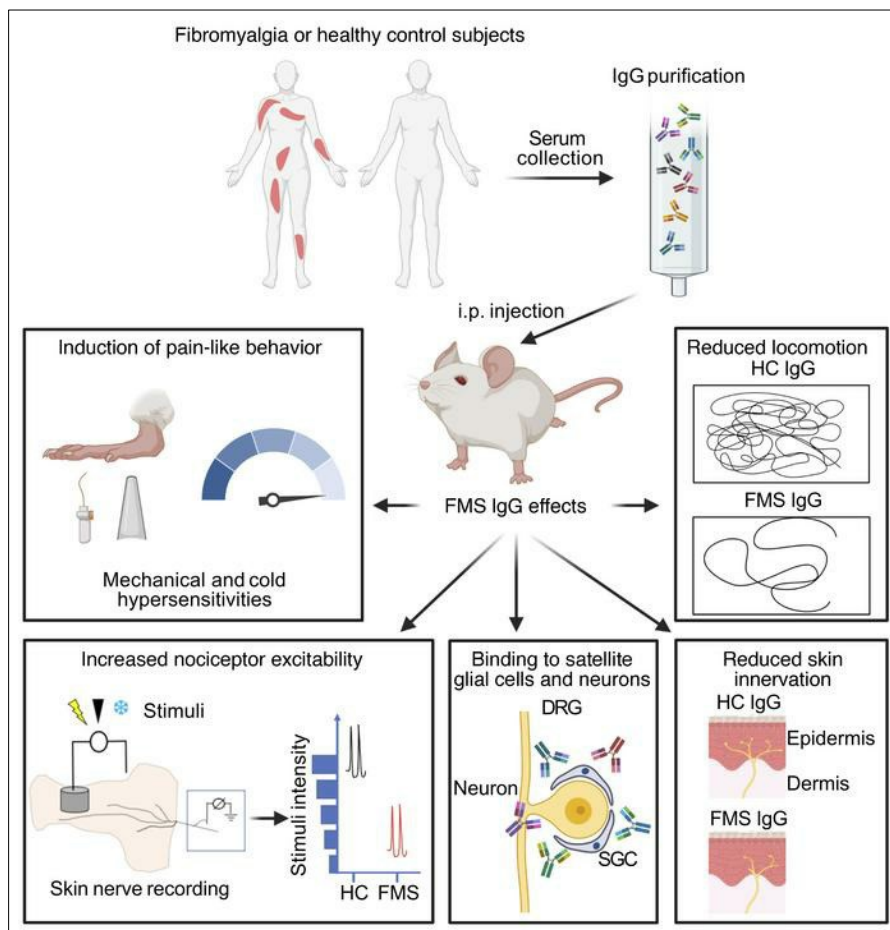 Fibromyalgia or healthy control subjects
IgG purification
Serum
collection
i.p. injection
Induction of pain-like behavior
Mechanical and cold
hypersensitivities
FMS IgG effects
Reduced locomotion
HC IgG
FMS IgG
Increased nociceptor excitability
Stimuli
Stimuli intensity
Skin nerve recording
HC
FMS
Binding to satellite
glial cells and neurons
DRG
Neuron
SGC
Reduced skin
innervation
HC IgG
Epidermis
Dermis
FMS IgG